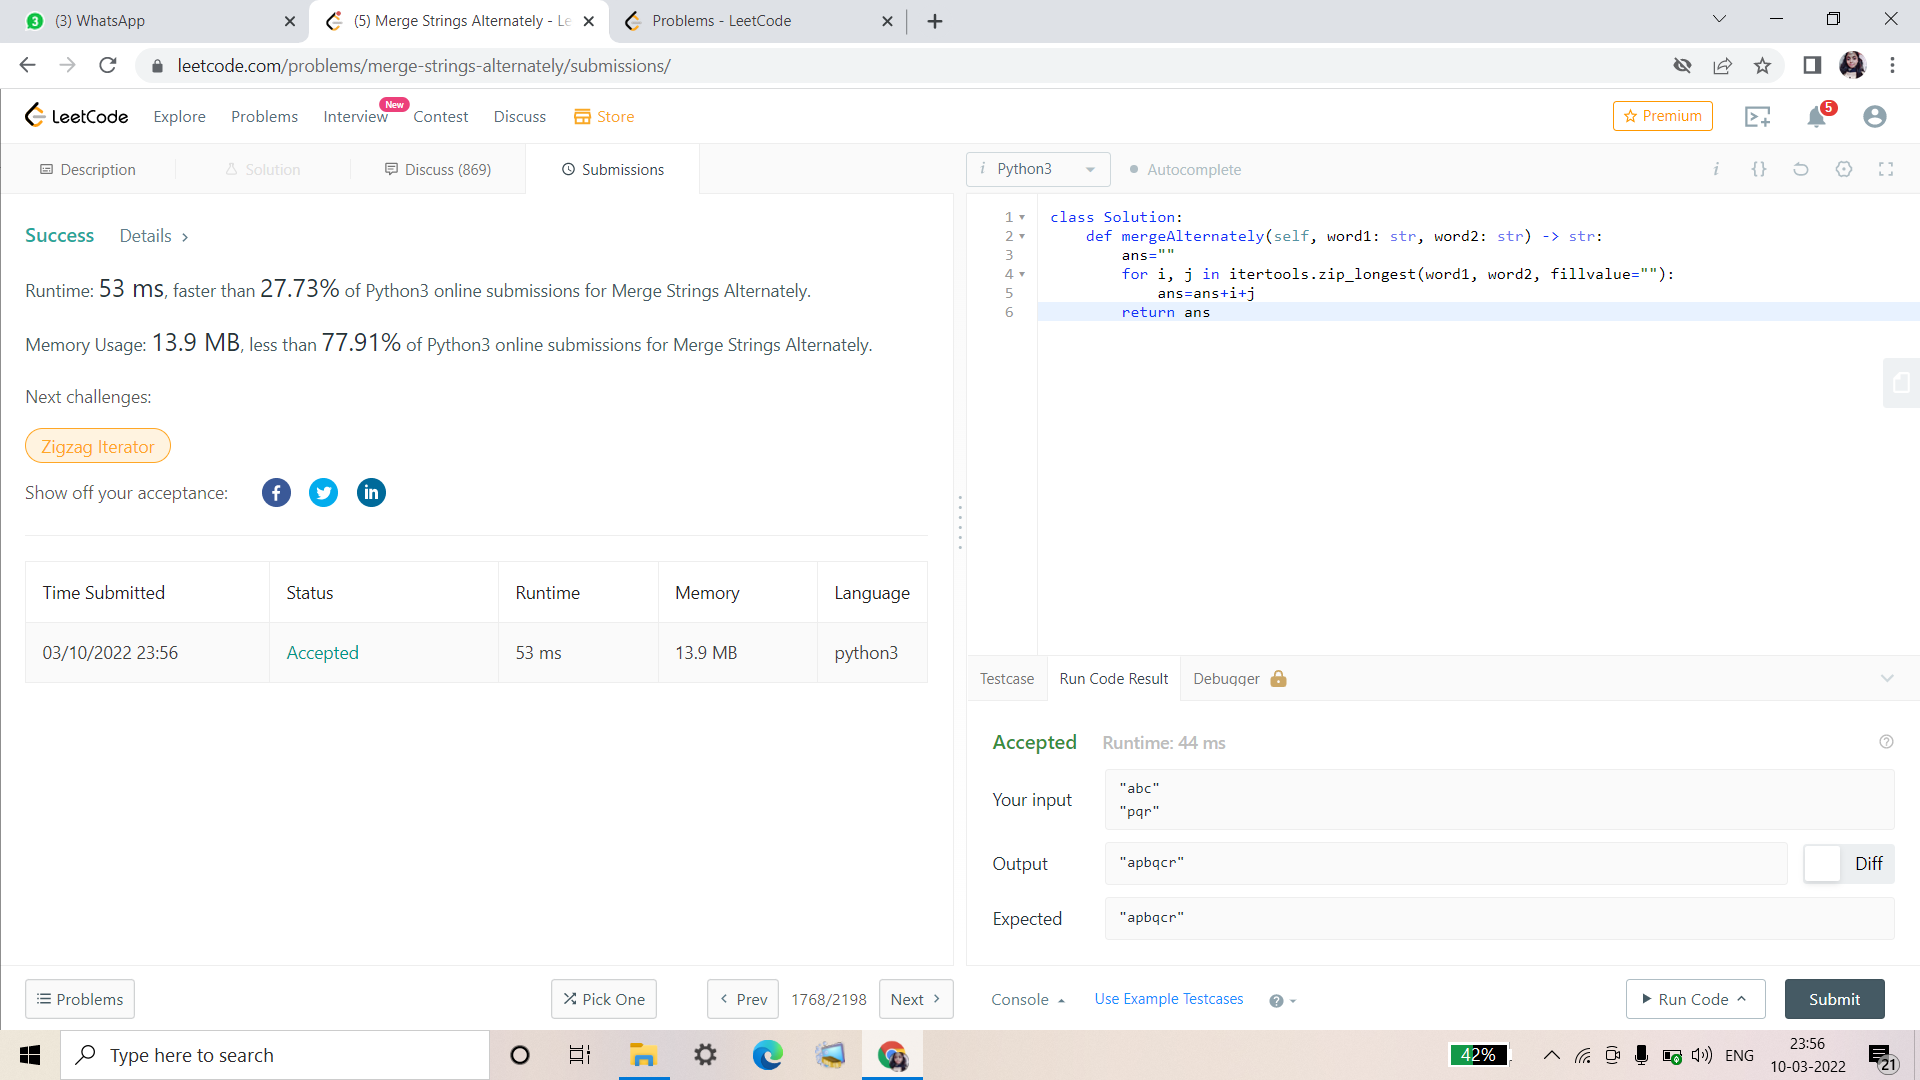 (3) WhatsApp
(5) Merge Strings Alternately - Le
Problems - LeetCode
leetcode.com/problems/merge-strings-alternately/submissions/
LeetCode
Explore
Problems
Interview
New
Contest
Discuss
Store
Premium
5
Description
Solution
Discuss (869)
Submissions
Success
Details >
Runtime: 53 ms, faster than 27.73% of Python3 online submissions for Merge Strings Alternately.
Memory Usage: 13.9 MB, less than 77.91% of Python3 online submissions for Merge Strings Alternately.
Next challenges:
Zigzag Iterator
Show off your acceptance:
Time Submitted Status Runtime Memory Language
03/10/2022 23:56 Accepted 53 ms 13.9 MB python3
Problems
Pick One
< Prev
1768/2198
Next >
i Python3
Autocomplete
i {}
1 class Solution:
2     def mergeAlternately(self, word1: str, word2: str) -> str:
3         ans=""
4         for i, j in itertools.zip_longest(word1, word2, fillvalue=""):
5             ans=ans+i+j
6         return ans
Testcase
Run Code Result
Debugger
Accepted
Runtime: 44 ms
Your input
"abc"
"pqr"
Output
"apbqcr"
Diff
Expected
"apbqcr"
Console
Use Example Testcases
?
Run Code
Submit
Type here to search
42%
ENG
23:56
10-03-2022
21